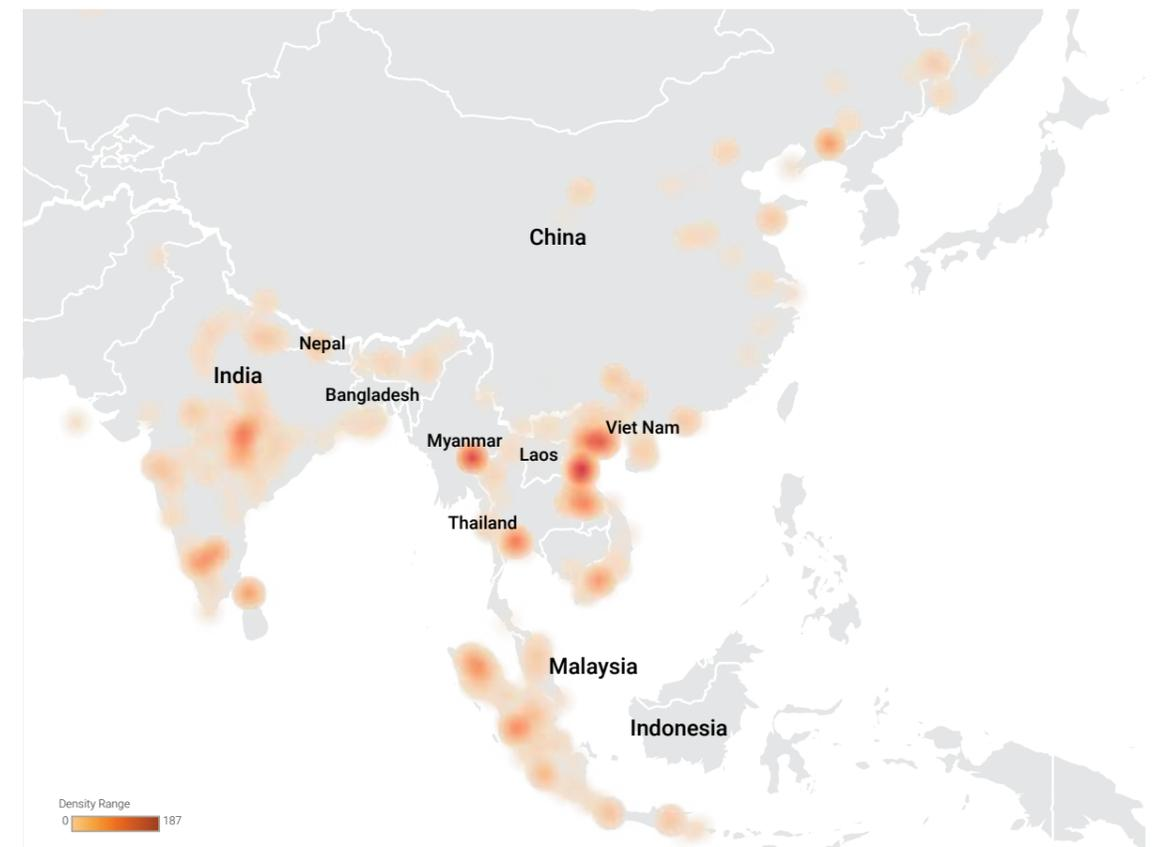 China
Nepal
India
Bangladesh
Viet Nam
Myanmar
Laos
Thailand
Malaysia
Indonesia
Density Range
0 187